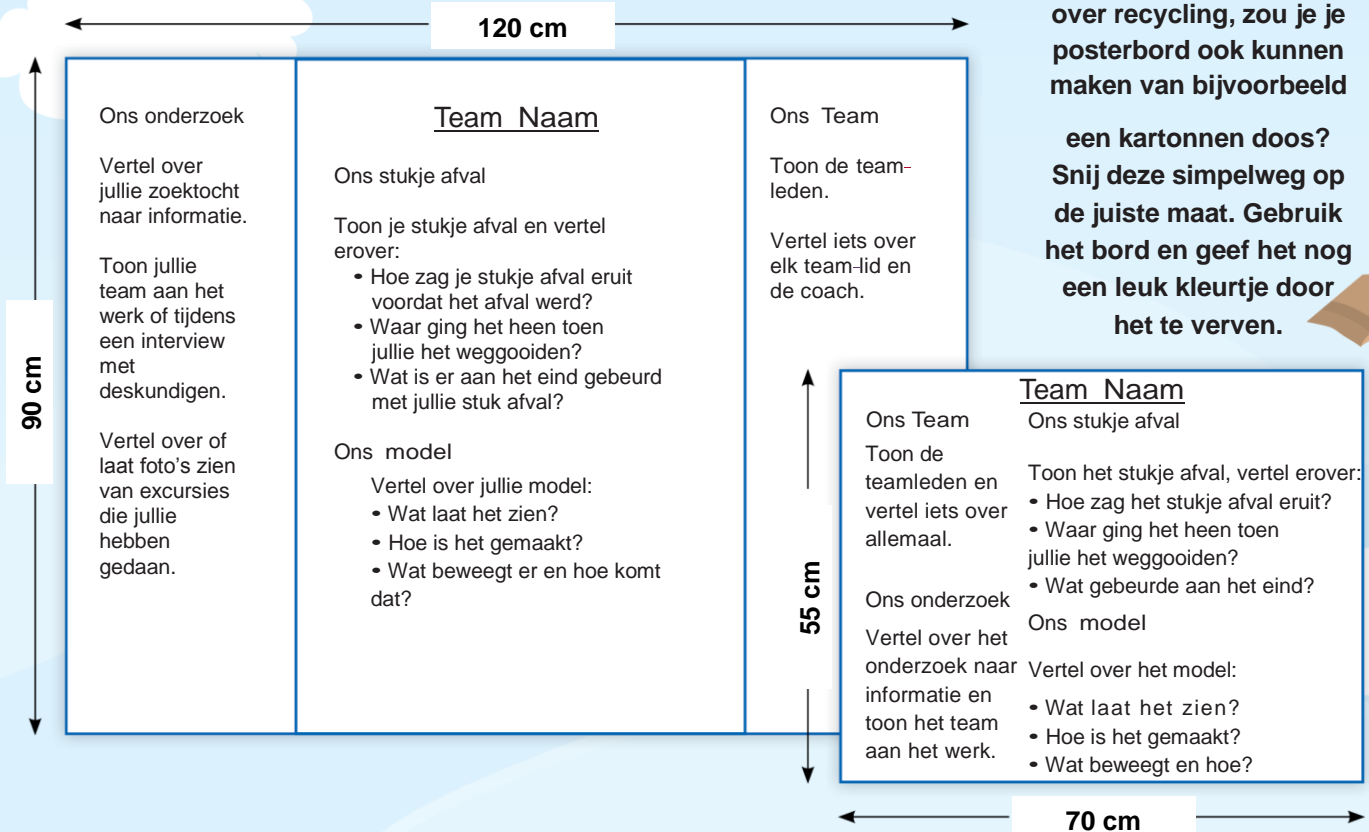 120 cm
90 cm
Ons onderzoek
Vertel over
jullie zoektocht
naar informatie.
Toon jullie
team aan het
werk of tijdens
een interview
met
deskundigen.
Vertel over of
laat foto's zien
van excursies
die jullie
hebben
gedaan.
Team Naam
Ons stukje afval
Toon je stukje afval en vertel
erover:
• Hoe zag je stukje afval eruit
voordat het afval werd?
• Waar ging het heen toen
jullie het weggooiden?
• Wat is er aan het eind gebeurd
met jullie stuk afval?
Ons model
Vertel over jullie model:
• Wat laat het zien?
• Hoe is het gemaakt?
• Wat beweegt er en hoe komt
dat?
Ons Team
Toon de team-
leden.
Vertel iets over
elk team-lid en
de coach.
over recycling, zou je je
posterbord ook kunnen
maken van bijvoorbeeld
een kartonnen doos?
Snij deze simpelweg op
de juiste maat. Gebruik
het bord en geef het nog
een leuk kleurtje door
het te verven.
55 cm
Team Naam
Ons Team
Toon de
teamleden en
vertel iets over
allemaal.
Ons onderzoek
Vertel over het
onderzoek naar
informatie en
toon het team
aan het werk.
Ons stukje afval
Toon het stukje afval, vertel erover:
• Hoe zag het stukje afval eruit?
• Waar ging het heen toen
jullie het weggooiden?
• Wat gebeurde aan het eind?
Ons model
Vertel over het model:
• Wat laat het zien?
• Hoe is het gemaakt?
• Wat beweegt en hoe?
70 cm